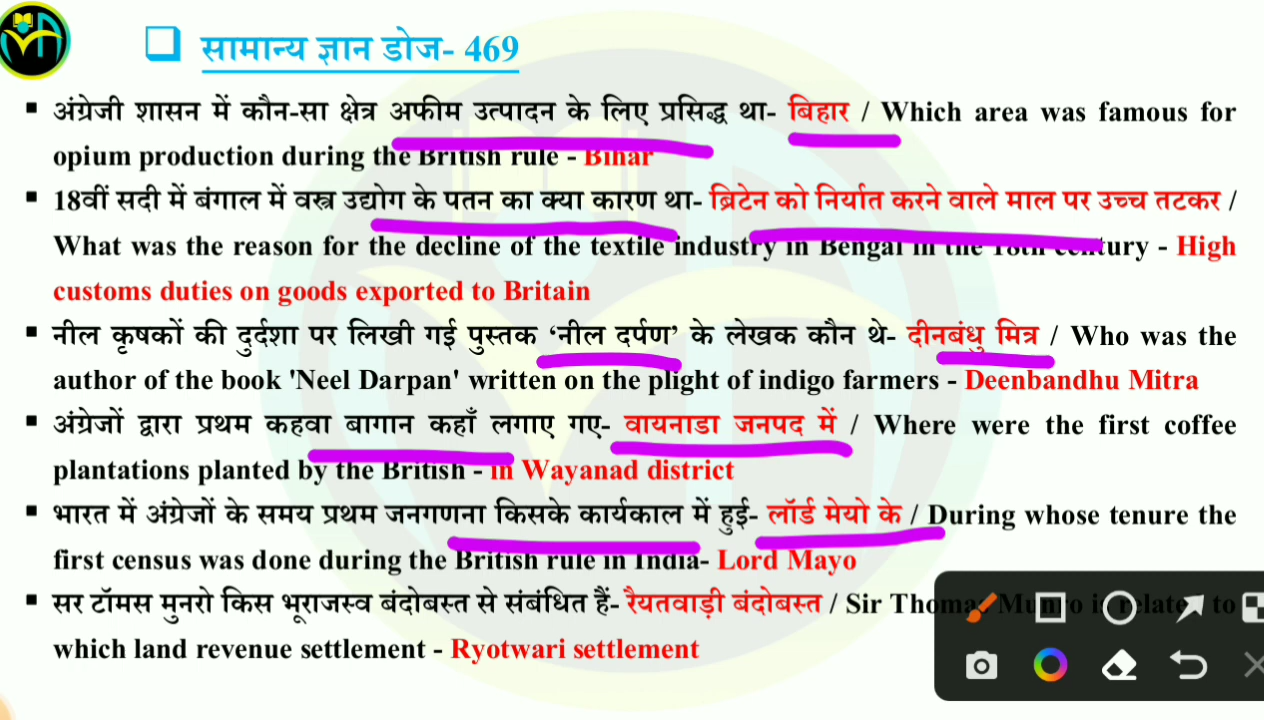 सामान्य ज्ञान डोज- 469
अंग्रेजी शासन में कौन-सा क्षेत्र अफीम उत्पादन के लिए प्रसिद्ध था- बिहार / Which area was famous for
opium production during the British rule - Bihar
18वीं सदी में बंगाल में वस्त्र उद्योग के पतन का क्या कारण था- ब्रिटेन को निर्यात करने वाले माल पर उच्च तटकर /
What was the reason for the decline of the textile industry in Bengal in the 18th century - High
customs duties on goods exported to Britain
नील कृषकों की दुर्दशा पर लिखी गई पुस्तक ‘नील दर्पण’ के लेखक कौन थे- दीनबंधु मित्र / Who was the
author of the book 'Neel Darpan' written on the plight of indigo farmers - Deenbandhu Mitra
अंग्रेजों द्वारा प्रथम कहवा बागान कहाँ लगाए गए- वायनाडा जनपद में / Where were the first coffee
plantations planted by the British - in Wayanad district
भारत में अंग्रेजों के समय प्रथम जनगणना किसके कार्यकाल में हुई- लॉर्ड मेयो के / During whose tenure the
first census was done during the British rule in India- Lord Mayo
सर टॉमस मुनरो किस भूराजस्व बंदोबस्त से संबंधित हैं- रैयतवाड़ी बंदोबस्त / Sir Thomas Munro is related to
which land revenue settlement - Ryotwari settlement